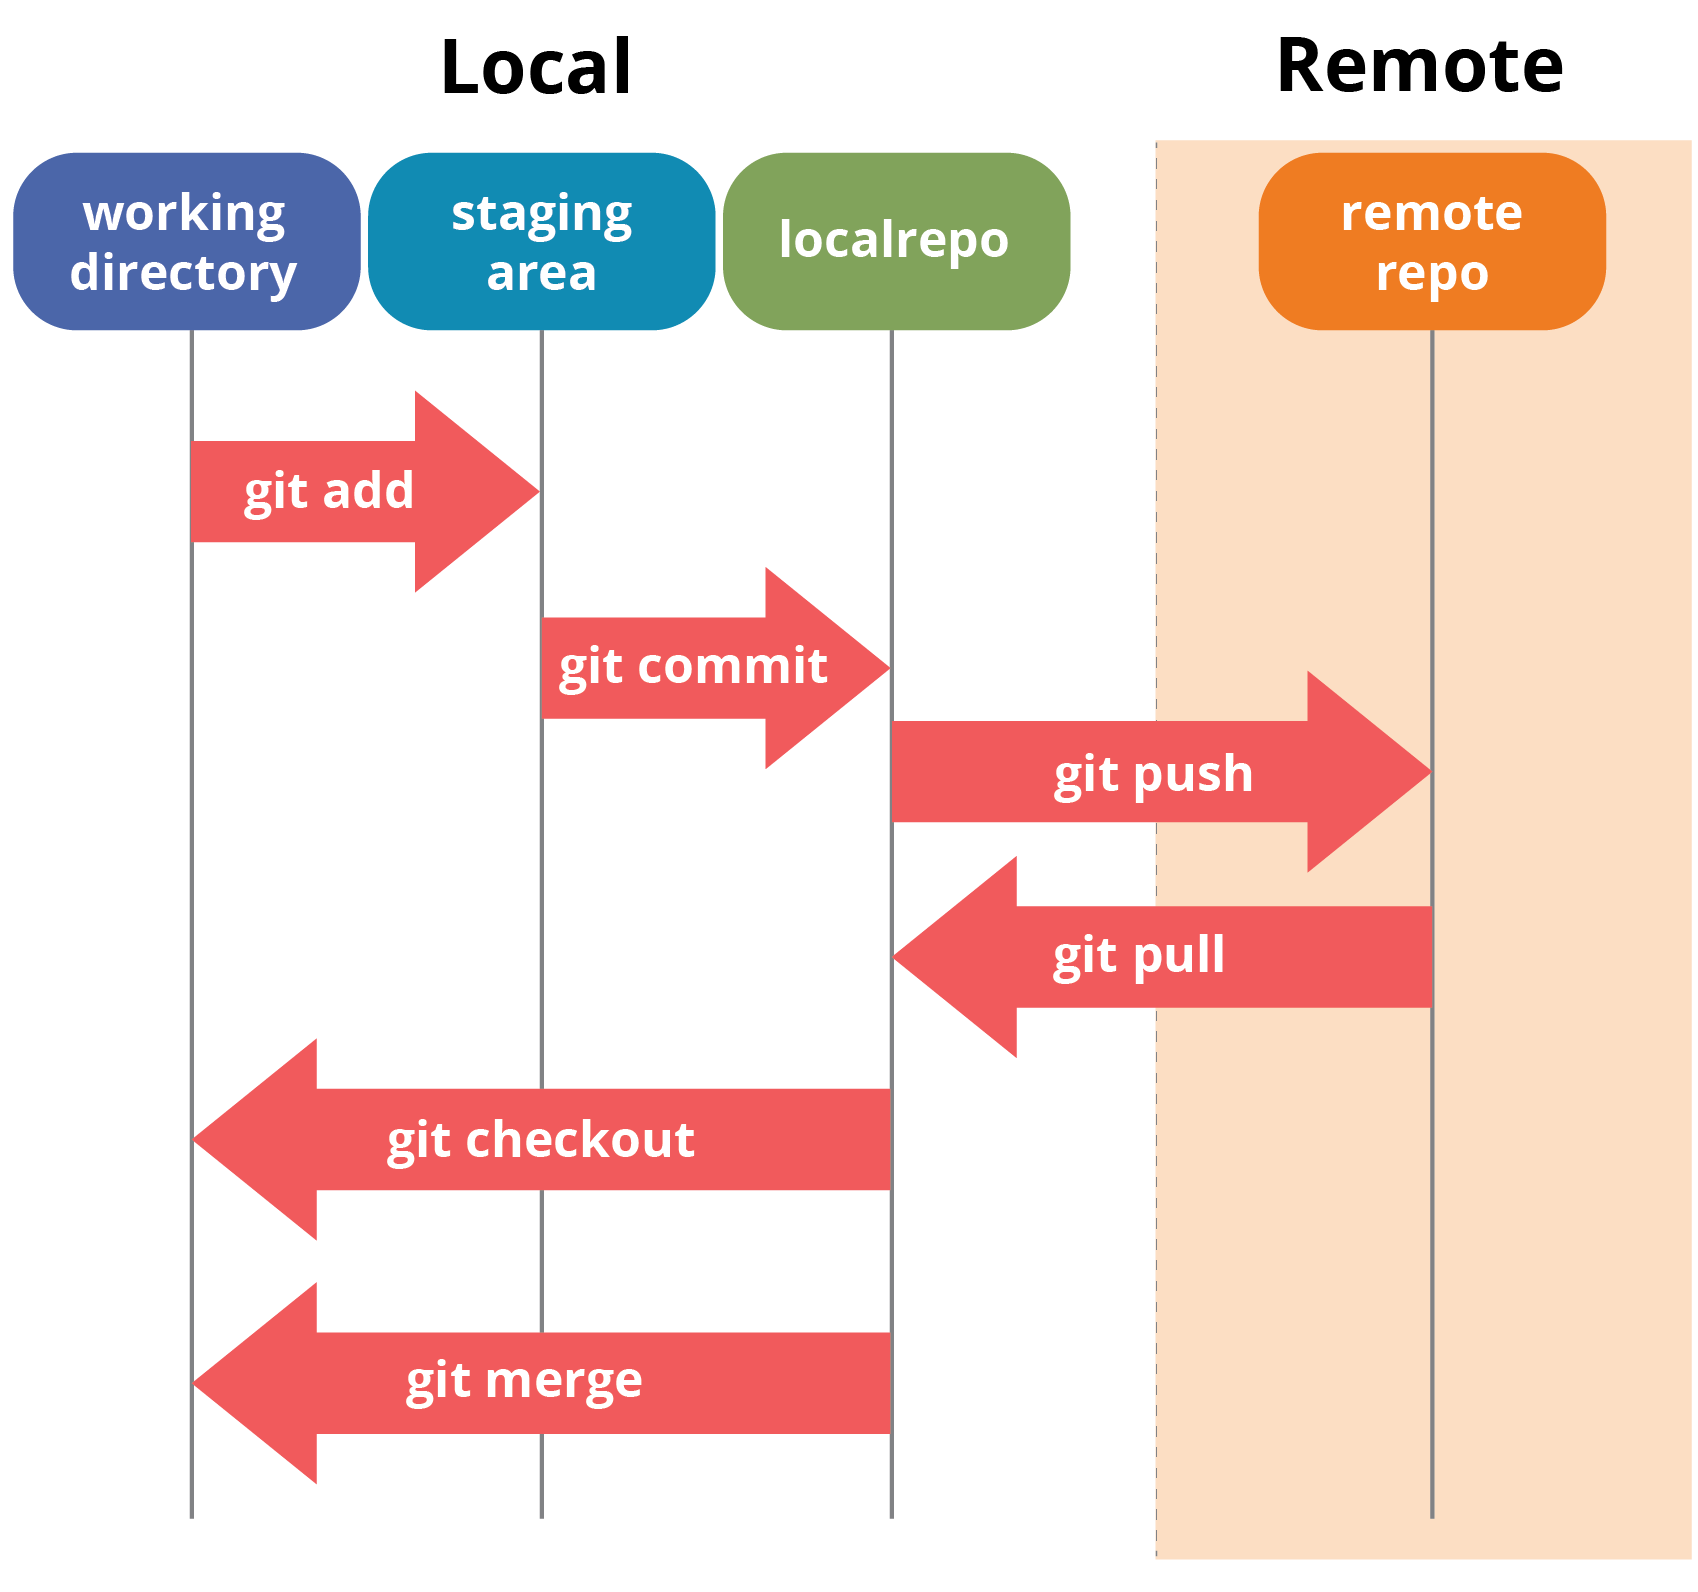 Local
Remote
working
directory
staging
area
localrepo
remote
repo
git add
git commit
git push
git pull
git checkout
git merge